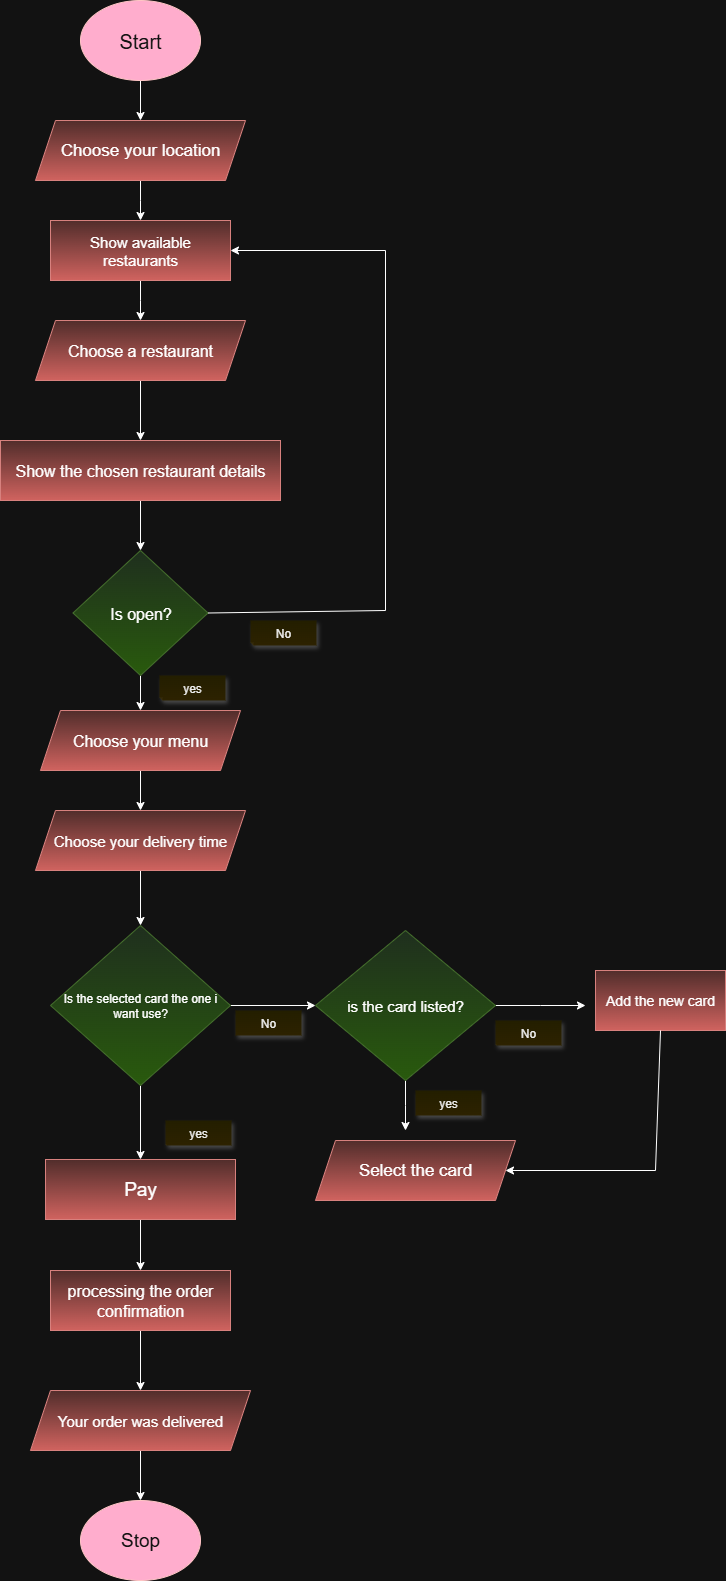 Start
Choose your location
Show available
restaurants
Choose a restaurant
Show the chosen restaurant details
Is open?
No
yes
Choose your menu
Choose your delivery time
Is the selected card the one i
want use?
No
is the card listed?
No
Add the new card
yes
Select the card
yes
Pay
processing the order
confirmation
Your order was delivered
Stop